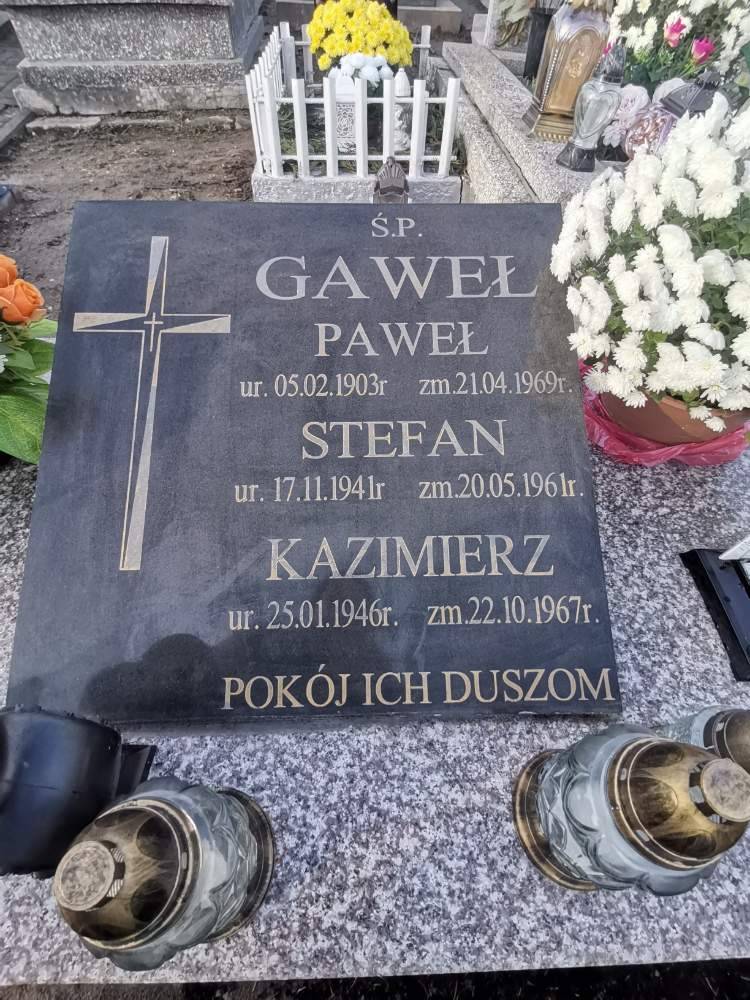 Ś.P.
GAWEŁ
PAWEŁ
ur. 05.02.1903r zm.21.04.1969r.
STEFAN
ur. 17.11.1941r zm.20.05.1961r.
KAZIMIERZ
ur. 25.01.1946r. zm.22.10.1967r.
POKÓJ ICH DUSZOM